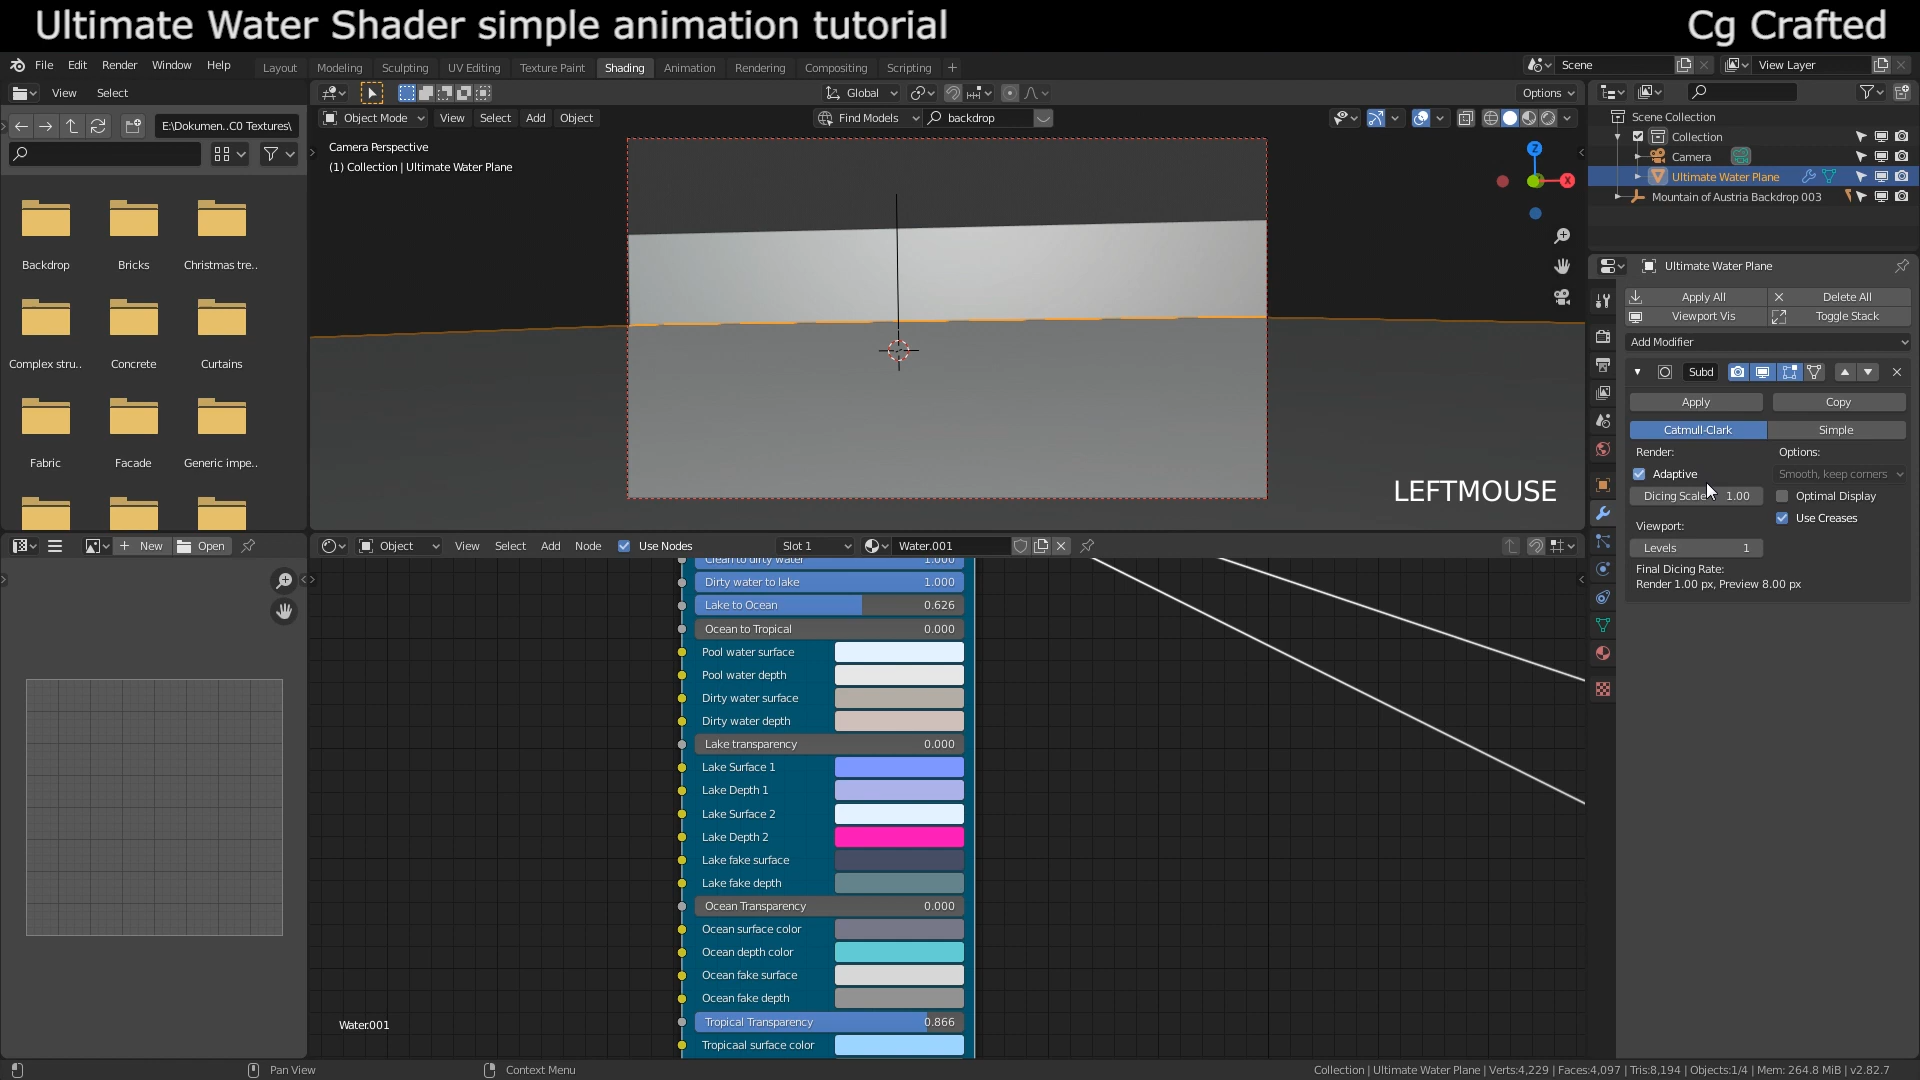 Ultimate Water Shader simple animation tutorial
Cg Crafted
File Edit Render Window Help
Layout Modeling Sculpting UV Editing Texture Paint Shading Animation Rendering Compositing Scripting +
Scene
View Layer
View Select
Global
Options
E:\Dokumen..C0 Textures\
Object Mode View Select Add Object
Find Models
backdrop
Camera Perspective
(1) Collection | Ultimate Water Plane
Z
X
LEFTMOUSE
Backdrop Bricks Christmas tre..
Complex stru.. Concrete Curtains
Fabric Facade Generic impe..
Scene Collection
Collection
Camera
Ultimate Water Plane
Mountain of Austria Backdrop 003
Ultimate Water Plane
Apply All Delete All
Viewport Vis Toggle Stack
Add Modifier
Subd
Apply Copy
Catmull-Clark Simple
Render: Options:
Adaptive Smooth, keep corners
Dicing Scale 1.00 Optimal Display
Use Creases
Viewport:
Levels 1
Final Dicing Rate:
Render 1.00 px, Preview 8.00 px
New Open
Object View Select Add Node Use Nodes Slot 1 Water.001
Clean to dirty water 1.000
Dirty water to lake 1.000
Lake to Ocean 0.626
Ocean to Tropical 0.000
Pool water surface
Pool water depth
Dirty water surface
Dirty water depth
Lake transparency 0.000
Lake Surface 1
Lake Depth 1
Lake Surface 2
Lake Depth 2
Lake fake surface
Lake fake depth
Ocean Transparency 0.000
Ocean surface color
Ocean depth color
Ocean fake surface
Ocean fake depth
Tropical Transparency 0.866
Tropicaal surface color
Water.001
Pan View
Context Menu
Collection | Ultimate Water Plane | Verts:4,229 | Faces:4,097 | Tris:8,194 | Objects:1/4 | Mem: 264.8 MiB | v2.82.7